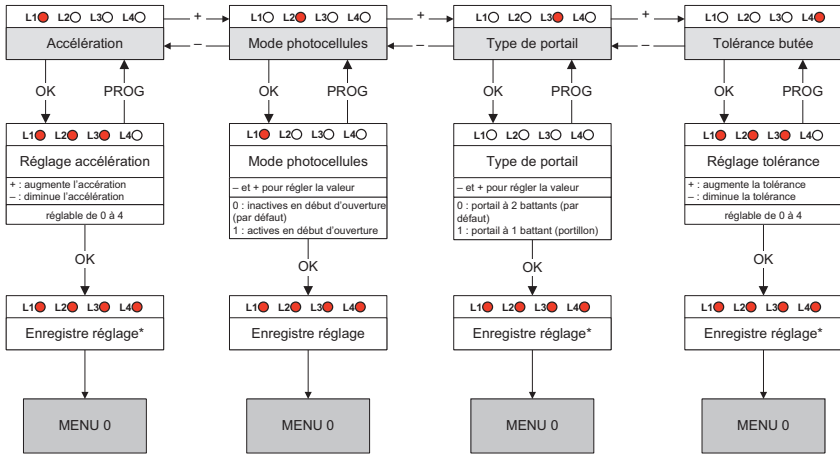 L1 L2 L3 L4
Accélération
+
–
L1 L2 L3 L4
Mode photocellules
+
–
L1 L2 L3 L4
Type de portail
+
–
L1 L2 L3 L4
Tolérance butée
OK PROG
OK PROG
OK PROG
OK PROG
L1 L2 L3 L4
Réglage accélération
+ : augmente l'accération
– : diminue l'accélération
réglable de 0 à 4
L1 L2 L3 L4
Mode photocellules
– et + pour régler la valeur
0 : inactives en début d'ouverture
(par défaut)
1 : actives en début d'ouverture
L1 L2 L3 L4
Type de portail
– et + pour régler la valeur
0 : portail à 2 battants (par
défaut)
1 : portail à 1 battant (portillon)
L1 L2 L3 L4
Réglage tolérance
+ : augmente la tolérance
– : diminue la tolérance
réglable de 0 à 4
OK
OK
OK
OK
L1 L2 L3 L4
Enregistre réglage*
L1 L2 L3 L4
Enregistre réglage
L1 L2 L3 L4
Enregistre réglage*
L1 L2 L3 L4
Enregistre réglage*
MENU 0
MENU 0
MENU 0
MENU 0